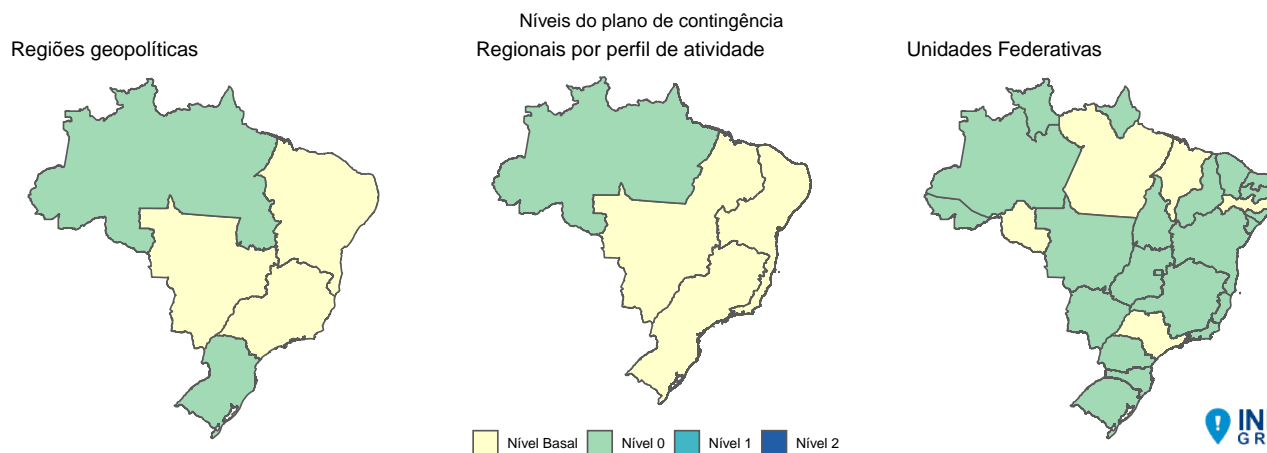 Níveis do plano de contingência
Regiões geopolíticas
Regionais por perfil de atividade
Unidades Federativas
Nível Basal
Nível 0
Nível 1
Nível 2